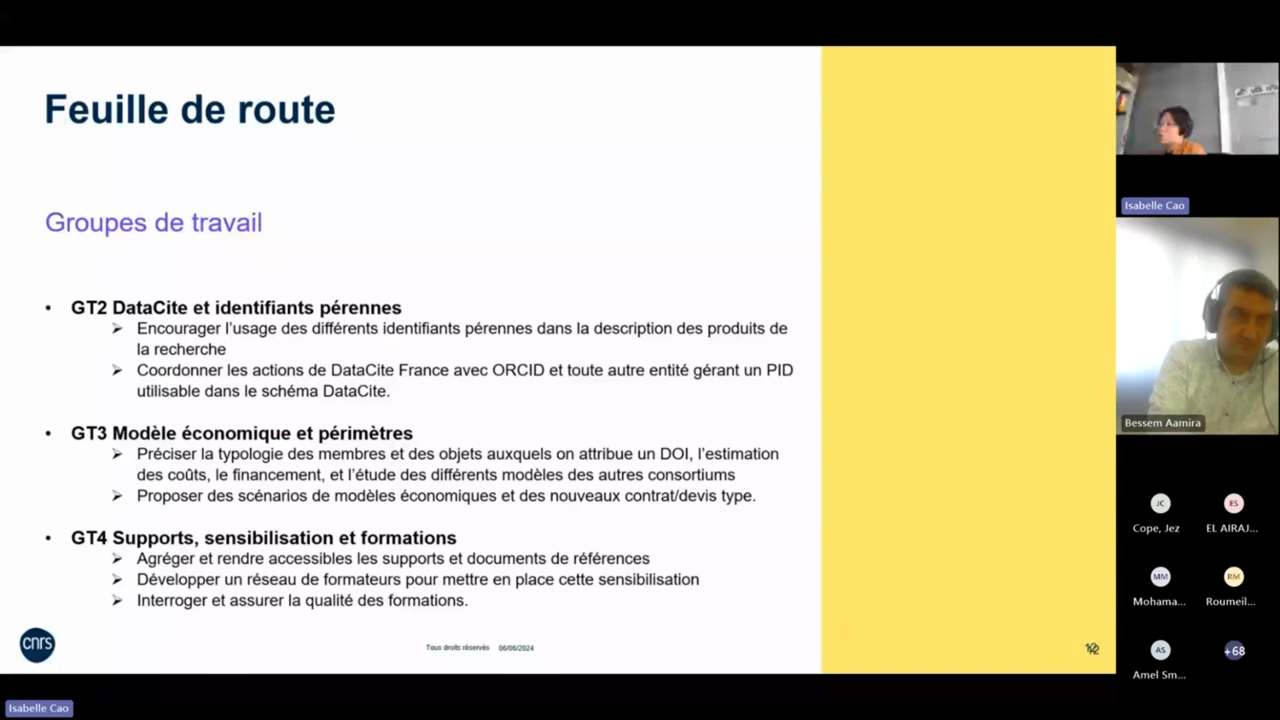 Feuille de route
Groupes de travail
• GT2 DataCite et identifiants pérennes
➢ Encourager l’usage des différents identifiants pérennes dans la description des produits de
la recherche
➢ Coordonner les actions de DataCite France avec ORCID et toute autre entité gérant un PID
utilisable dans le schéma DataCite.
• GT3 Modèle économique et périmètres
➢ Préciser la typologie des membres et des objets auxquels on attribue un DOI, l’estimation
des coûts, le financement, et l’étude des différents modèles des autres consortiums
➢ Proposer des scénarios de modèles économiques et des nouveaux contrat/devis type.
• GT4 Supports, sensibilisation et formations
➢ Agréger et rendre accessibles les supports et documents de références
➢ Développer un réseau de formateurs pour mettre en place cette sensibilisation
➢ Interroger et assurer la qualité des formations.
cnrs
Tous droits réservés 06/06/2024
Isabelle Cao
Bessem Aamira
JC
ES
Cope, Jez
EL AIRAJ...
MM
RM
Mohama...
Roumeil...
AS
+68
Amel Sm...
Isabelle Cao